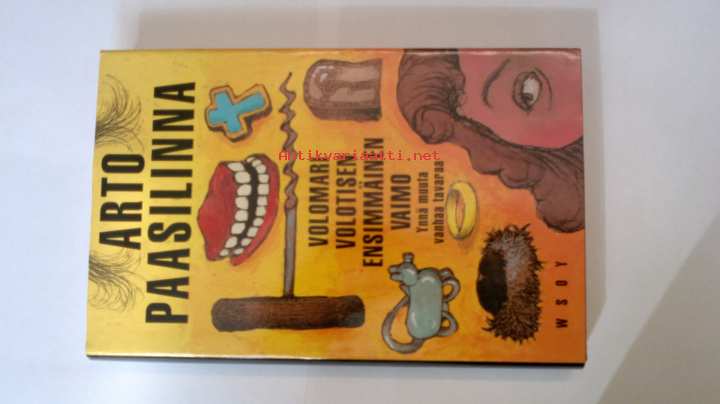 ARTO
PAASILINNA
VOLOMARI
VOLOTISEN
ENSIMMÄINEN
VAIMO
Ynnä muuta
vanhaa tavaraa
WSOY
Antikvariaatti.net